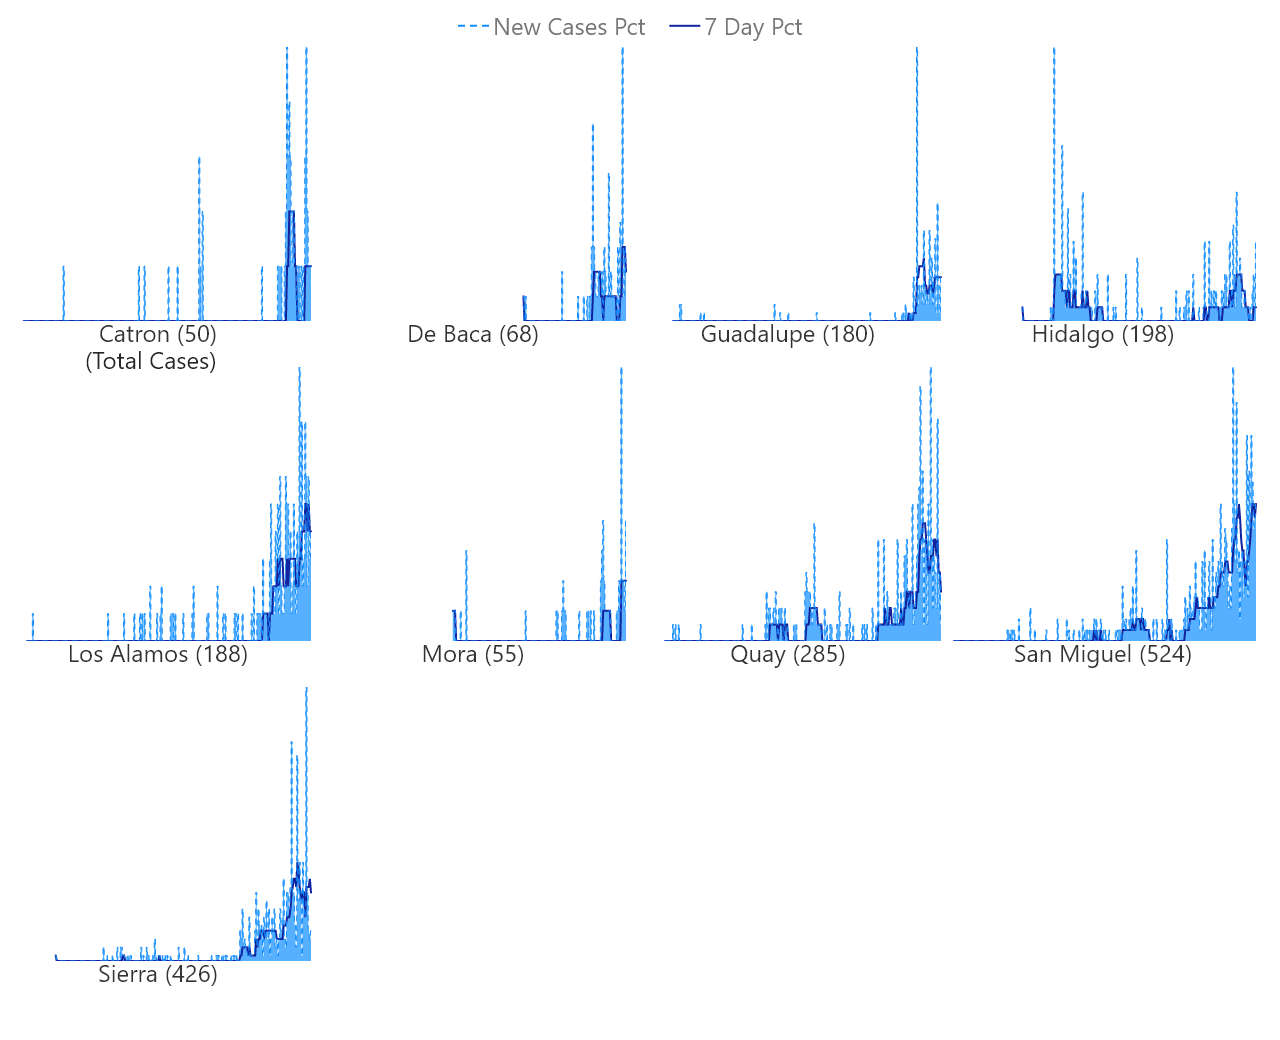 New Cases Pct 7 Day Pct
Catron (50)
(Total Cases)
De Baca (68)
Guadalupe (180)
Hidalgo (198)
Los Alamos (188)
Mora (55)
Quay (285)
San Miguel (524)
Sierra (426)